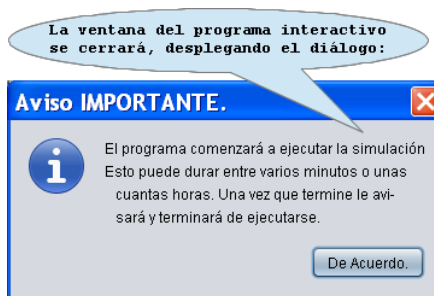 La ventana del programa interactivo
se cerrará, desplegando el diálogo:
Aviso IMPORTANTE.
El programa comenzará a ejecutar la simulación
Esto puede durar entre varios minutos o unas
cuantas horas. Una vez que termine le avi-
sará y terminará de ejecutarse.
De Acuerdo.